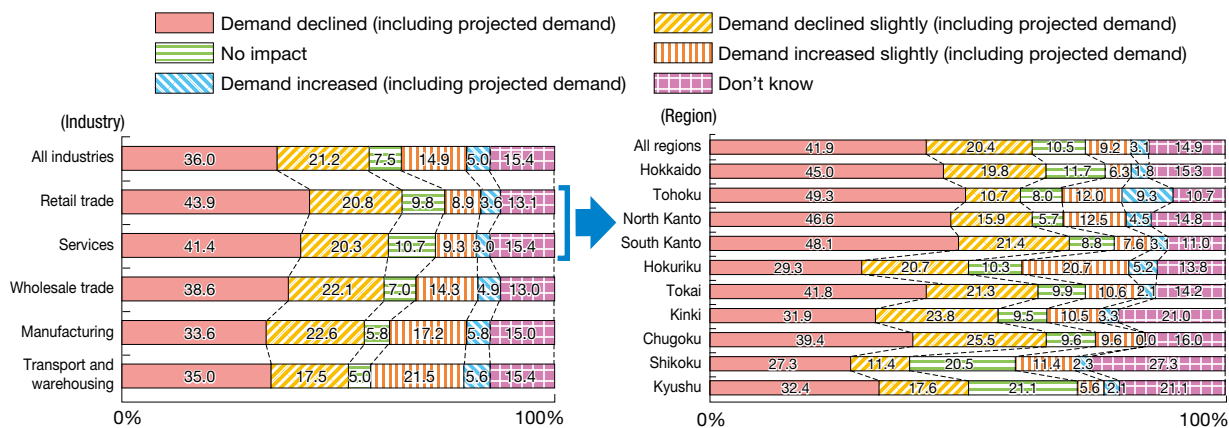 Demand declined (including projected demand)
Demand declined slightly (including projected demand)
No impact
Demand increased slightly (including projected demand)
Demand increased (including projected demand)
Don't know
(Industry)
All industries 36.0 21.2 7.5 14.9 5.0 15.4
Retail trade 43.9 20.8 9.8 8.9 3.6 13.1
Services 41.4 20.3 10.7 9.3 3.0 15.4
Wholesale trade 38.6 22.1 7.0 14.3 4.9 13.0
Manufacturing 33.6 22.6 5.8 17.2 5.8 15.0
Transport and
warehousing 35.0 17.5 5.0 21.5 5.6 15.4
0% 100%
(Region)
All regions 41.9 20.4 10.5 9.2 3.1 14.9
Hokkaido 45.0 19.8 11.7 6.3 1.8 15.3
Tohoku 49.3 10.7 8.0 12.0 9.3 10.7
North Kanto 46.6 15.9 5.7 12.5 4.5 14.8
South Kanto 48.1 21.4 8.8 7.6 3.1 11.0
Hokuriku 29.3 20.7 10.3 20.7 5.2 13.8
Tokai 41.8 21.3 9.9 10.6 14.2
Kinki 31.9 23.8 9.5 10.5 3.3 21.0
Chugoku 39.4 25.5 9.6 9.6 0.0 16.0
Shikoku 27.3 11.4 20.5 11.4 2.3 27.3
Kyushu 32.4 17.6 21.1 5.6 2.1 21.1
0% 100%